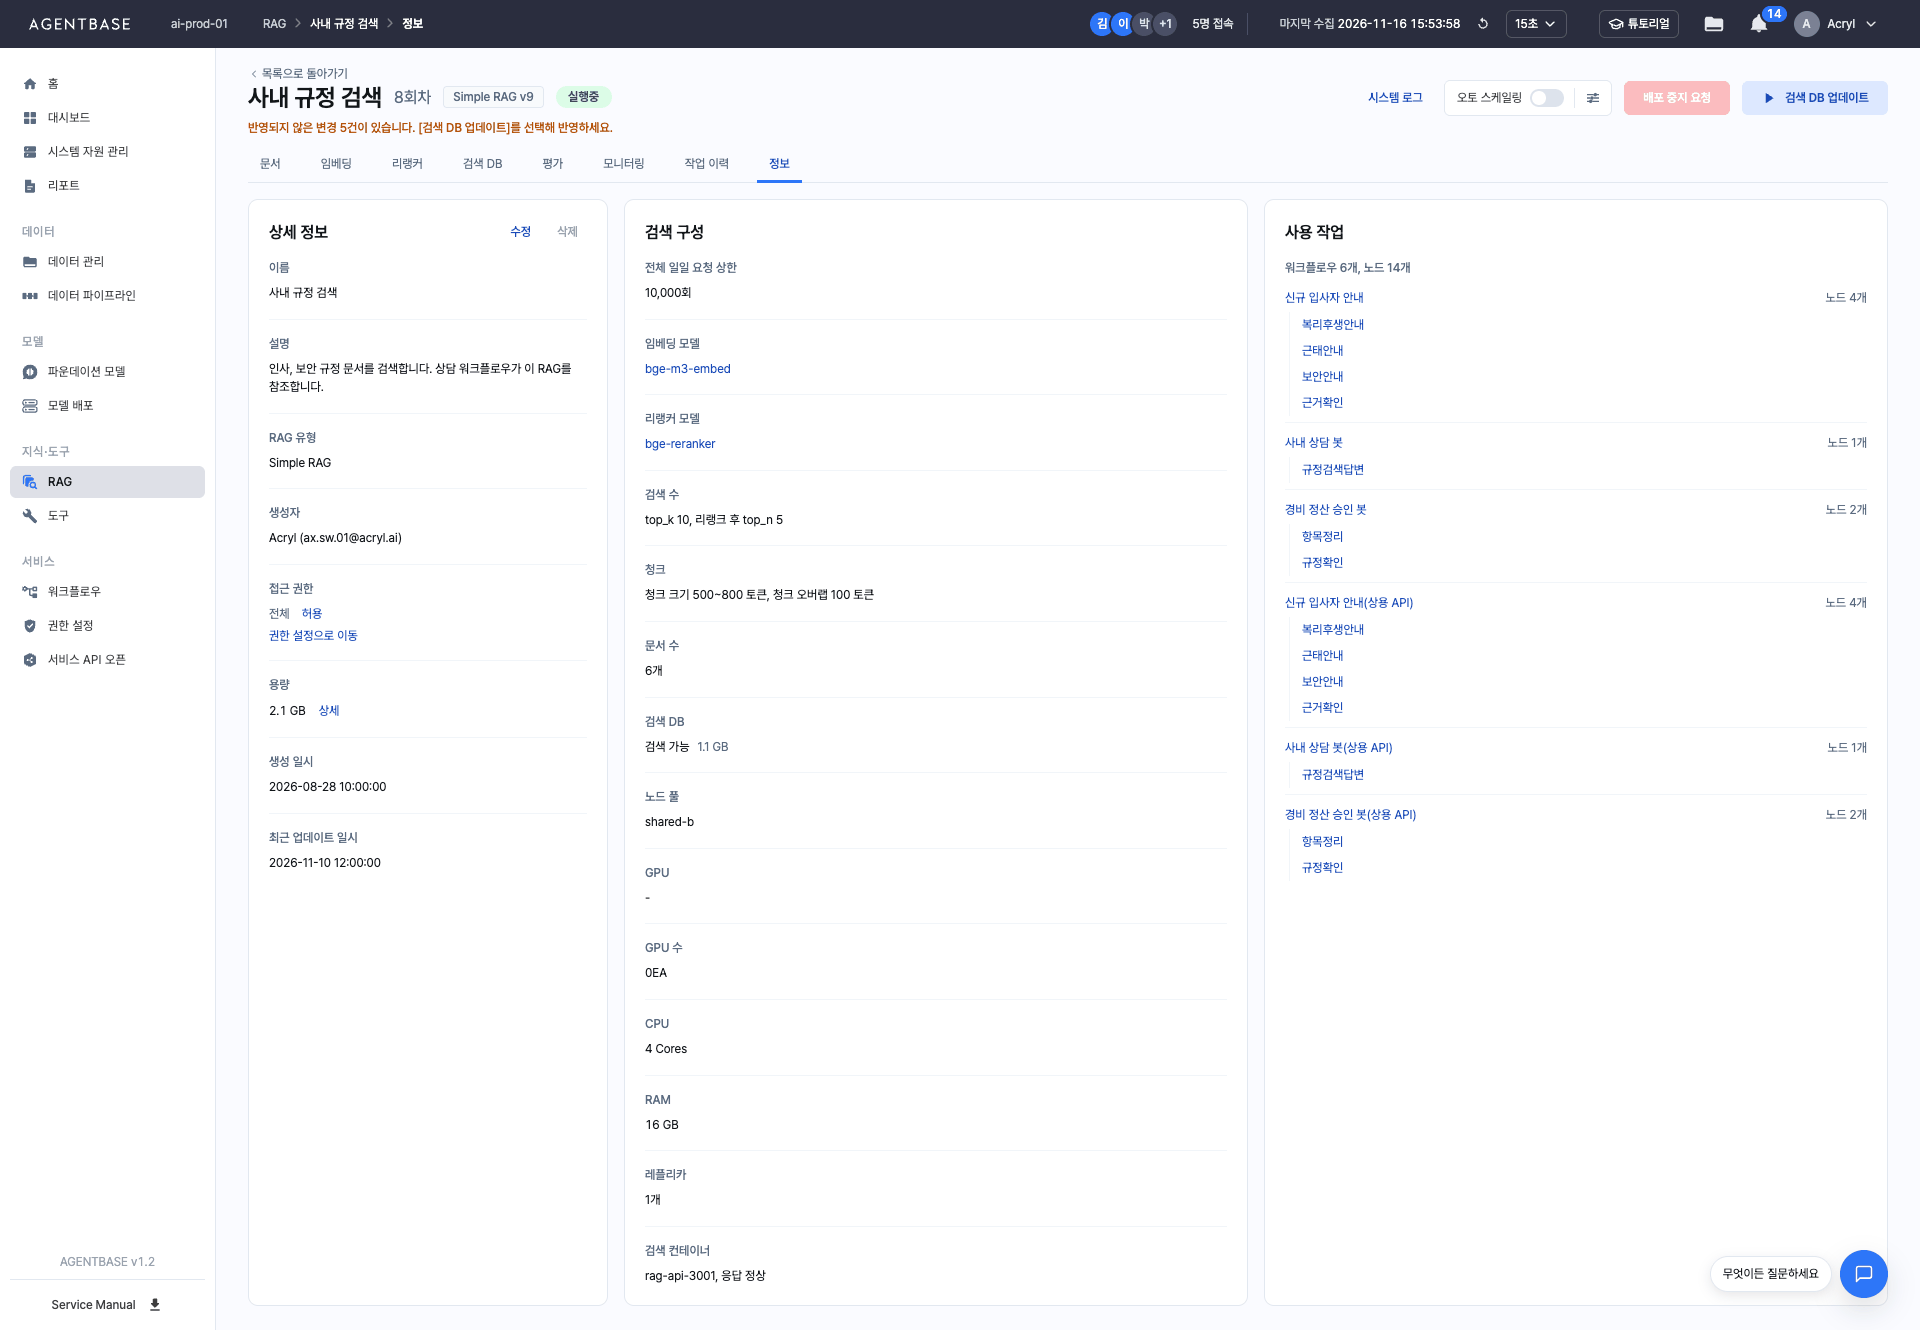 AGENTBASE
ai-prod-01
RAG > 사내 규정 검색 > 정보
김 이 박 +1 5명 접속
마지막 수집 2026-11-16 15:53:58
15초
튜토리얼
14
A Acryl
홈
대시보드
시스템 자원 관리
리포트
데이터
데이터 관리
데이터 파이프라인
모델
파운데이션 모델
모델 배포
지식·도구
RAG
도구
서비스
워크플로우
권한 설정
서비스 API 오픈
AGENTBASE v1.2
Service Manual
목록으로 돌아가기
사내 규정 검색 8회차 Simple RAG v9 실행중
반영되지 않은 변경 5건이 있습니다. [검색 DB 업데이트]를 선택해 반영하세요.
시스템 로그
오토 스케일링
배포 중지 요청
검색 DB 업데이트
문서 임베딩 리랭커 검색 DB 평가 모니터링 작업 이력 정보
상세 정보 수정 삭제
이름
사내 규정 검색
설명
인사, 보안 규정 문서를 검색합니다. 상담 워크플로우가 이 RAG를
참조합니다.
RAG 유형
Simple RAG
생성자
Acryl (ax.sw.01@acryl.ai)
접근 권한
전체 허용
권한 설정으로 이동
용량
2.1 GB 상세
생성 일시
2026-08-28 10:00:00
최근 업데이트 일시
2026-11-10 12:00:00
검색 구성
전체 일일 요청 상한
10,000회
임베딩 모델
bge-m3-embed
리랭커 모델
bge-reranker
검색 수
top_k 10, 리랭크 후 top_n 5
청크
청크 크기 500~800 토큰, 청크 오버랩 100 토큰
문서 수
6개
검색 DB
검색 가능 1.1 GB
노드 풀
shared-b
GPU
-
GPU 수
0EA
CPU
4 Cores
RAM
16 GB
레플리카
1개
검색 컨테이너
rag-api-3001, 응답 정상
사용 작업
워크플로우 6개, 노드 14개
신규 입사자 안내 노드 4개
복리후생안내
근태안내
보안안내
근거확인
사내 상담 봇 노드 1개
규정검색답변
경비 정산 승인 봇 노드 2개
항목정리
규정확인
신규 입사자 안내(상용 API) 노드 4개
복리후생안내
근태안내
보안안내
근거확인
사내 상담 봇(상용 API) 노드 1개
규정검색답변
경비 정산 승인 봇(상용 API) 노드 2개
항목정리
규정확인
무엇이든 질문하세요